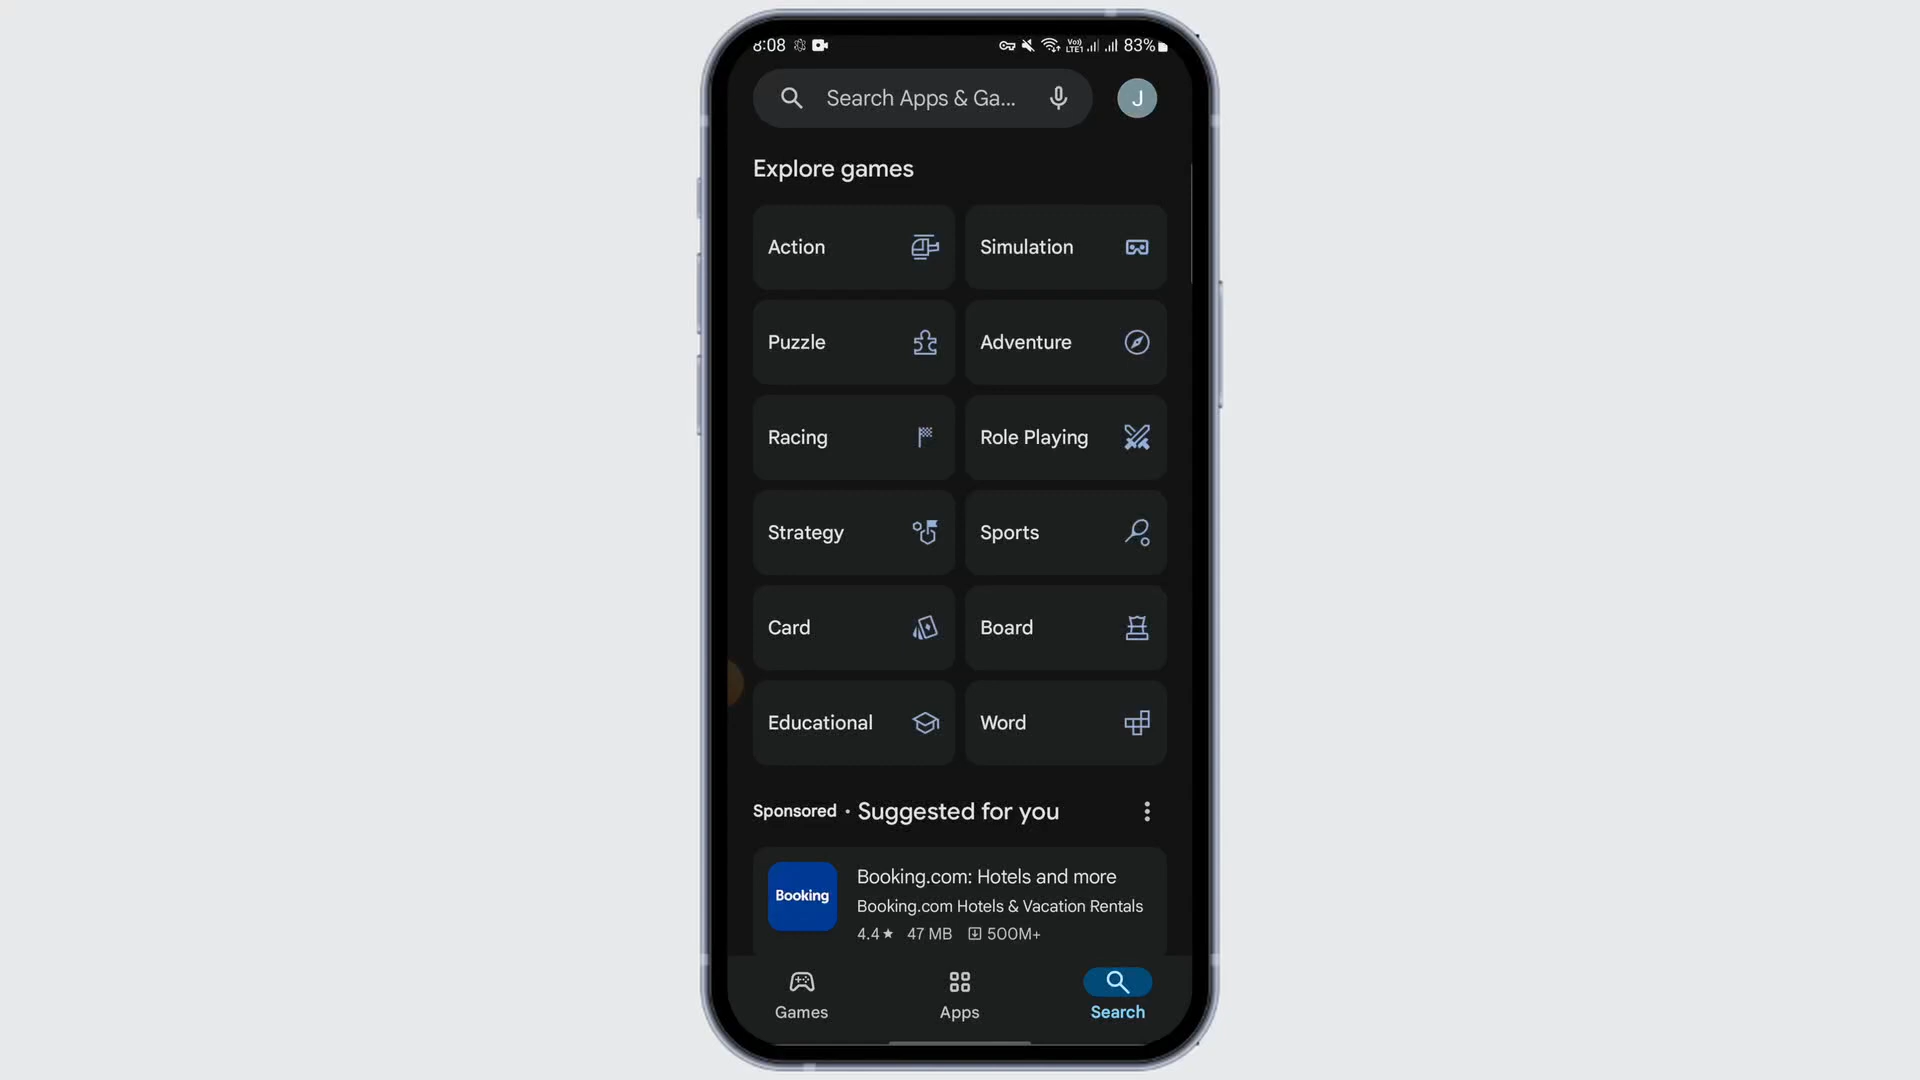 8:08 Vo) LTE1 83%
Search Apps & Ga...
J
Explore games
Action Simulation
Puzzle Adventure
Racing Role Playing
Strategy Sports
Card Board
Educational Word
Sponsored · Suggested for you
Booking
Booking.com: Hotels and more
Booking.com Hotels & Vacation Rentals
4.4★ 47 MB 500M+
Games Apps Search